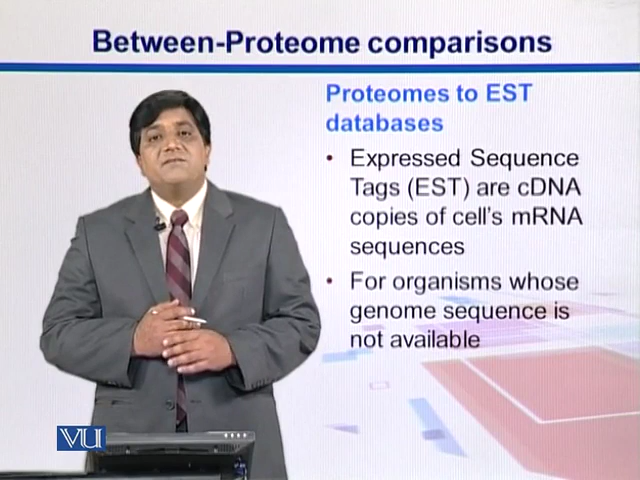 Between-Proteome comparisons
Proteomes to EST
databases
• Expressed Sequence
Tags (EST) are cDNA
copies of cell's mRNA
sequences
• For organisms whose
genome sequence is
not available
VU